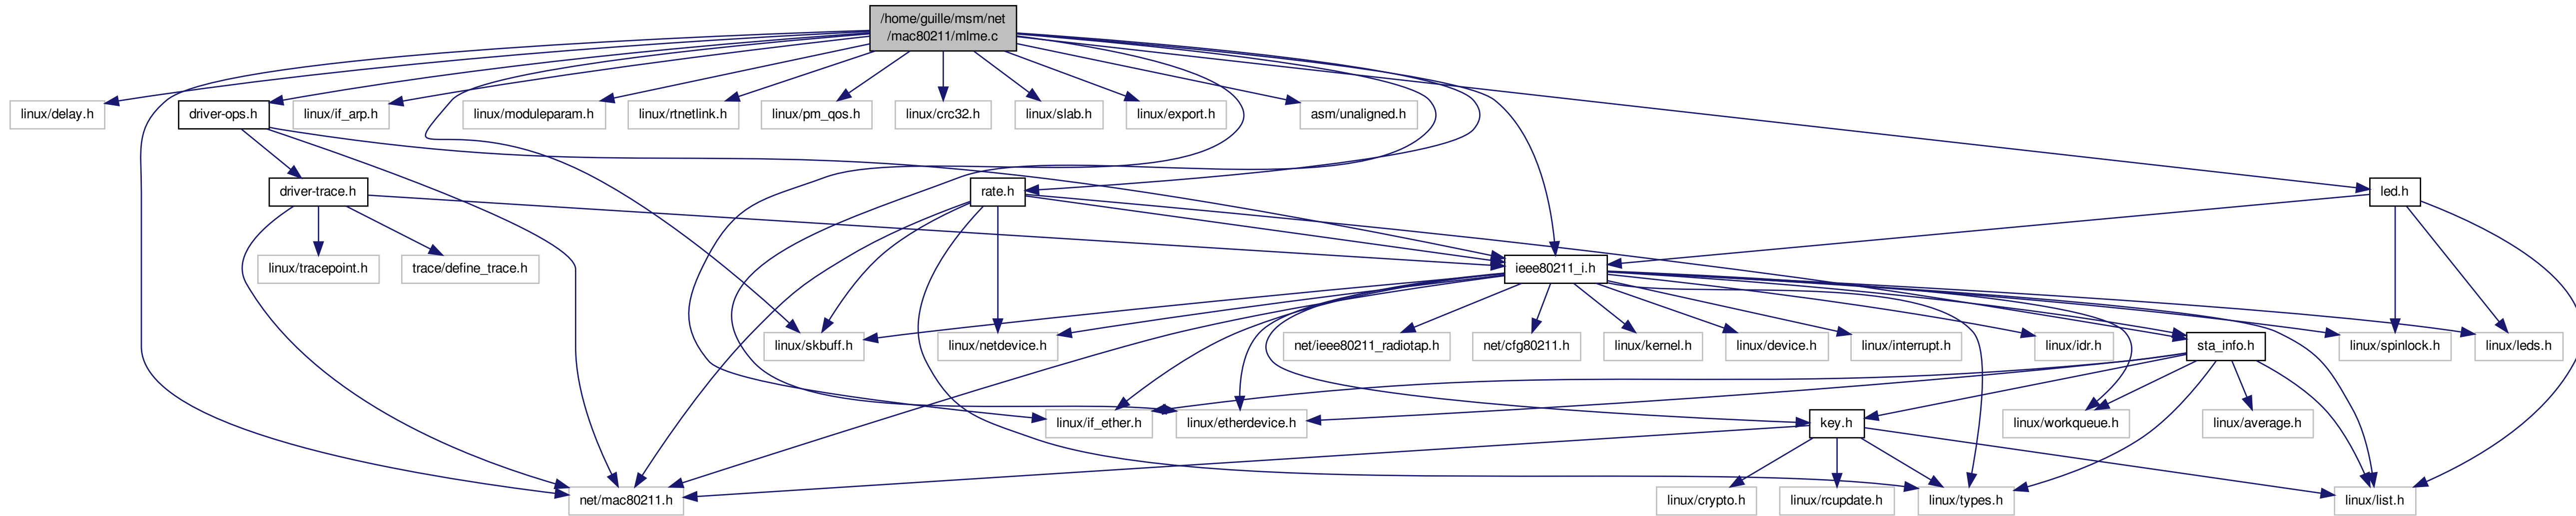 /home/guille/msm/net
/mac80211/mlme.c
linux/delay.h
driver-ops.h
linux/if_arp.h
linux/moduleparam.h
linux/rtnetlink.h
linux/pm_qos.h
linux/crc32.h
linux/slab.h
linux/export.h
asm/unaligned.h
driver-trace.h
rate.h
led.h
linux/tracepoint.h
trace/define_trace.h
ieee80211_i.h
linux/skbuff.h
linux/netdevice.h
net/ieee80211_radiotap.h
net/cfg80211.h
linux/kernel.h
linux/device.h
linux/interrupt.h
linux/idr.h
sta_info.h
linux/spinlock.h
linux/leds.h
linux/if_ether.h
linux/etherdevice.h
key.h
linux/workqueue.h
linux/average.h
net/mac80211.h
linux/crypto.h
linux/rcupdate.h
linux/types.h
linux/list.h